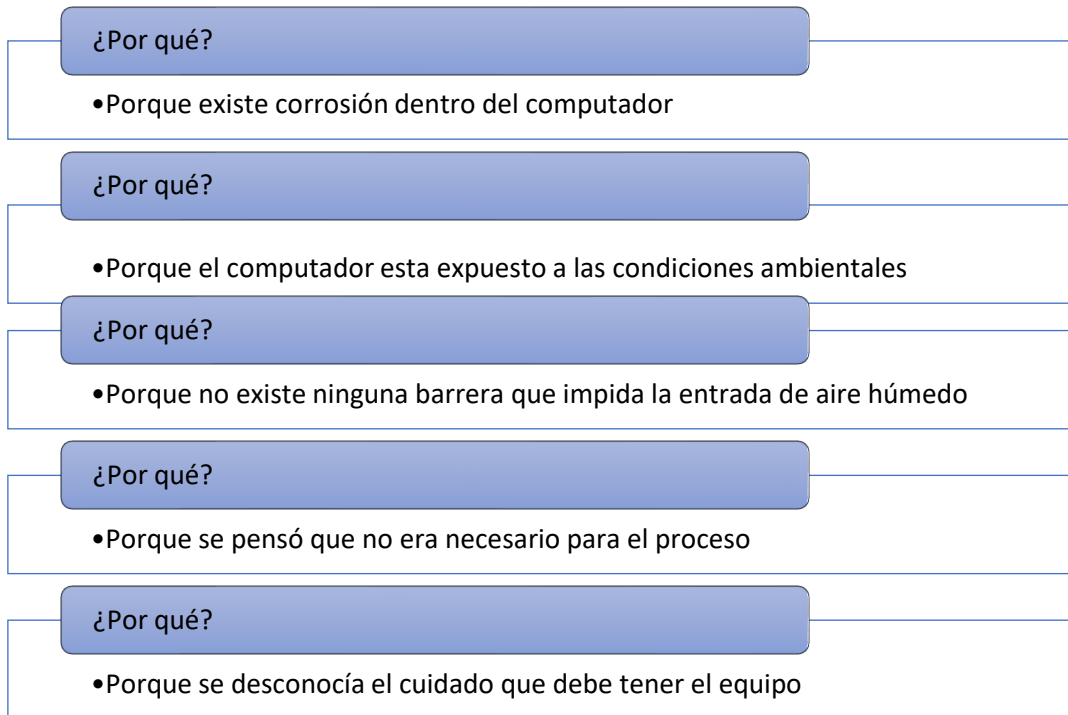 ¿Por qué?
•Porque existe corrosión dentro del computador
¿Por qué?
•Porque el computador esta expuesto a las condiciones ambientales
¿Por qué?
•Porque no existe ninguna barrera que impida la entrada de aire húmedo
¿Por qué?
•Porque se pensó que no era necesario para el proceso
¿Por qué?
•Porque se desconocía el cuidado que debe tener el equipo